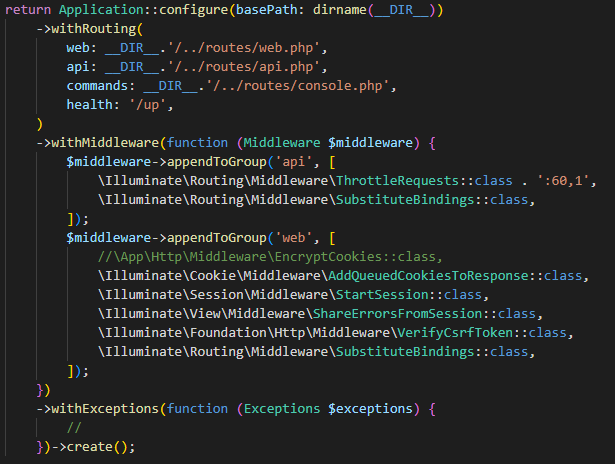 return Application::configure(basePath: dirname(__DIR__))
    ->withRouting(
        web: __DIR__.'/../routes/web.php',
        api: __DIR__.'/../routes/api.php',
        commands: __DIR__.'/../routes/console.php',
        health: '/up',
    )
    ->withMiddleware(function (Middleware $middleware) {
        $middleware->appendToGroup('api', [
            \Illuminate\Routing\Middleware\ThrottleRequests::class . ':60,1',
            \Illuminate\Routing\Middleware\SubstituteBindings::class,
        ]);
        $middleware->appendToGroup('web', [
            //\App\Http\Middleware\EncryptCookies::class,
            \Illuminate\Cookie\Middleware\AddQueuedCookiesToResponse::class,
            \Illuminate\Session\Middleware\StartSession::class,
            \Illuminate\View\Middleware\ShareErrorsFromSession::class,
            \Illuminate\Foundation\Http\Middleware\VerifyCsrfToken::class,
            \Illuminate\Routing\Middleware\SubstituteBindings::class,
        ]);
    })
    ->withExceptions(function (Exceptions $exceptions) {
        //
    })->create();